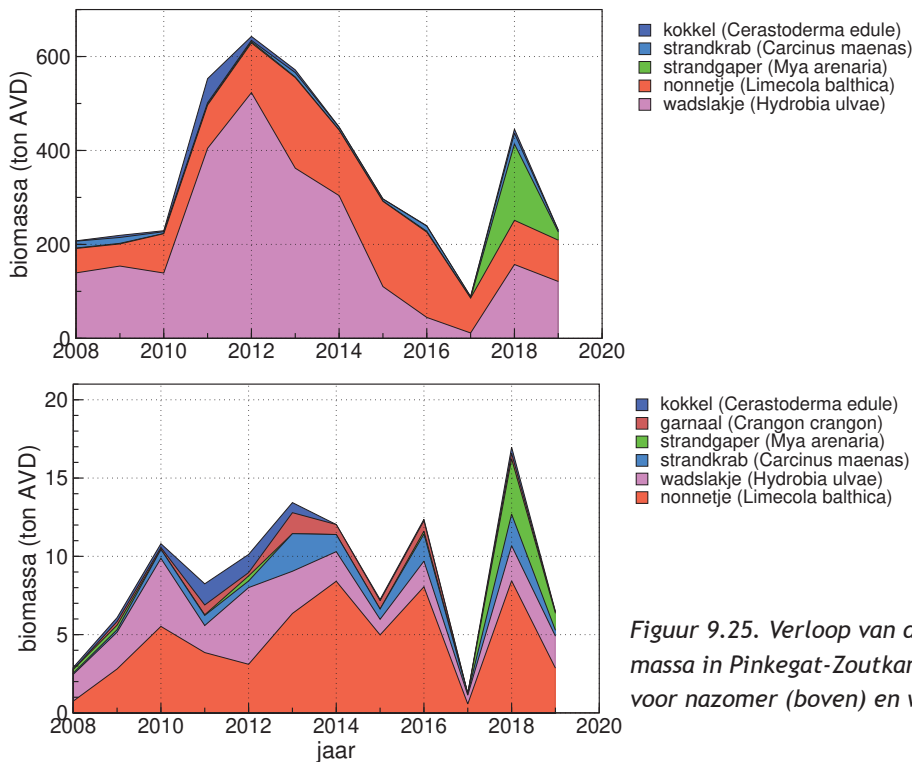 600
400
200
0
biomassa (ton AVD)
2008 2010 2012 2014 2016 2018 2020
kokkel (Cerastoderma edule)
strandkrab (Carcinus maenas)
strandgaper (Mya arenaria)
nonnetje (Limecola balthica)
wadslakje (Hydrobia ulvae)
20
15
10
5
0
biomassa (ton AVD)
2008 2010 2012 2014 2016 2018 2020
jaar
kokkel (Cerastoderma edule)
garnaal (Crangon crangon)
strandgaper (Mya arenaria)
strandkrab (Carcinus maenas)
wadslakje (Hydrobia ulvae)
nonnetje (Limecola balthica)
Figuur 9.25. Verloop van
massa in Pinkegat-Zoutka
voor nazomer (boven) en